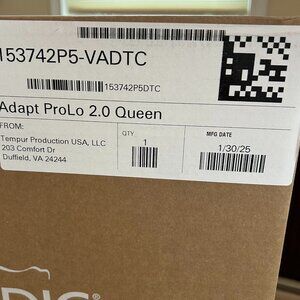 153742P5-VADTC
153742P5DTC
Adapt ProLo 2.0 Queen
FROM:
Tempur Production USA, LLC
203 Comfort Dr
Duffield, VA 24244
QTY
1
MFG DATE
1/30/25